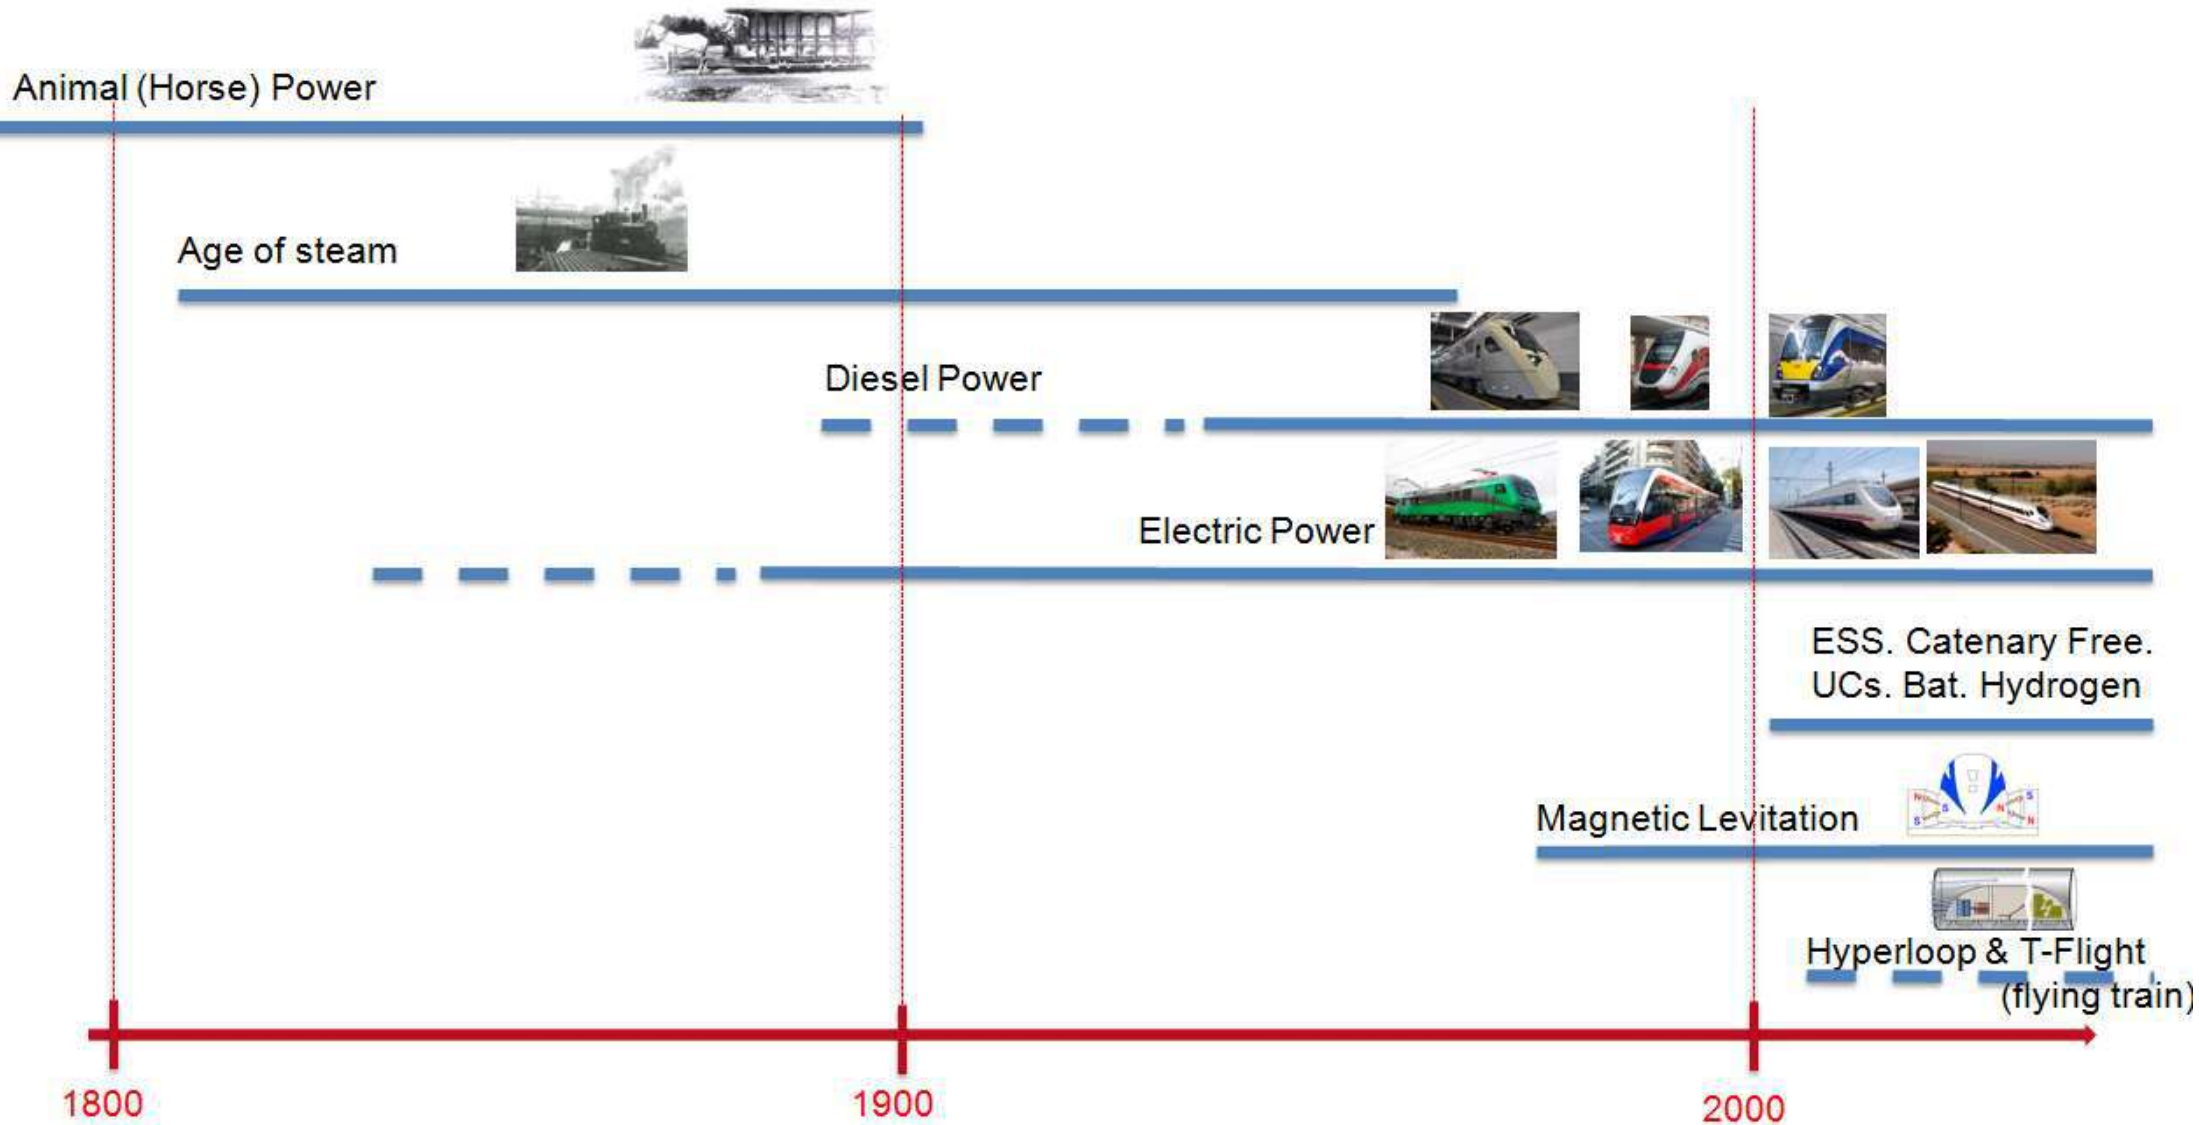 Animal (Horse) Power
Age of steam
Diesel Power
Electric Power
ESS. Catenary Free.
UCs. Bat. Hydrogen
Magnetic Levitation
N
S
S
N
S
N
Hyperloop & T-Flight
(flying train)
1800
1900
2000